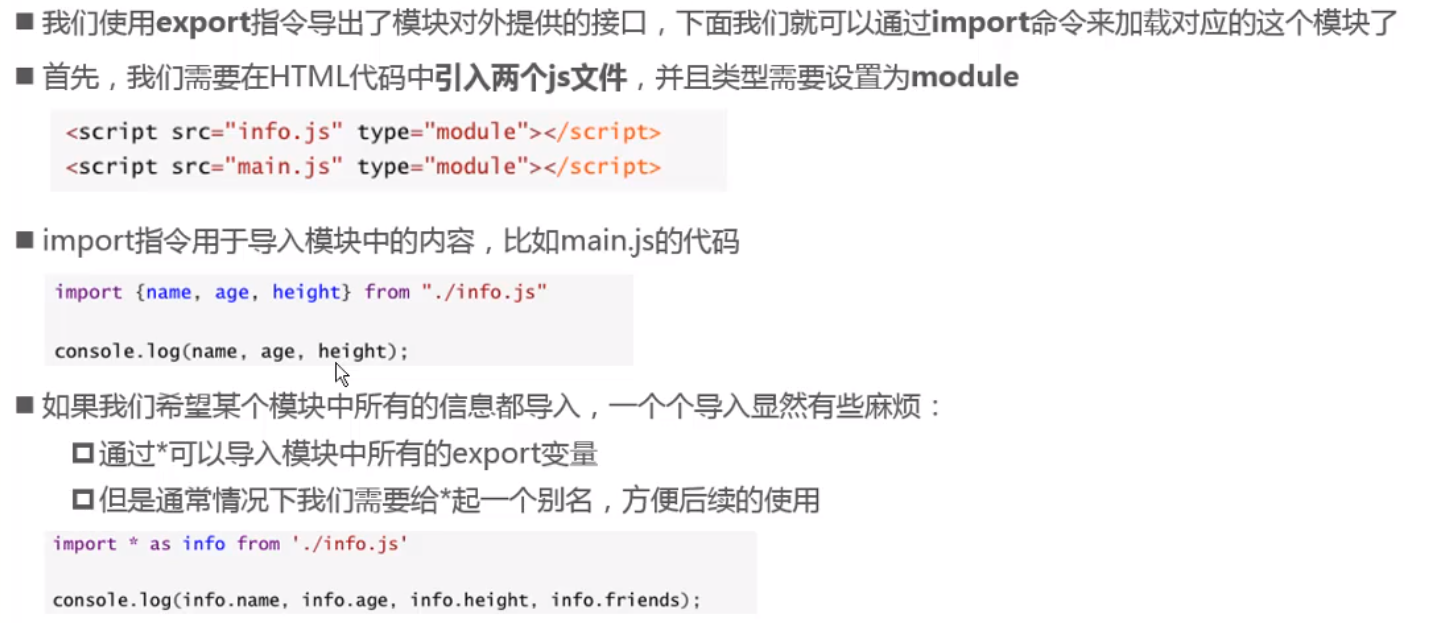 ■ 我们使用export指令导出了模块对外提供的接口，下面我们就可以通过import命令来加载对应的这个模块了
■ 首先，我们需要在HTML代码中引入两个js文件，并且类型需要设置为module
<script src="info.js" type="module"></script>
<script src="main.js" type="module"></script>
■ import指令用于导入模块中的内容，比如main.js的代码
import {name, age, height} from "./info.js"
console.log(name, age, height);
■ 如果我们希望某个模块中所有的信息都导入，一个个导入显然有些麻烦：
通过*可以导入模块中所有的export变量
但是通常情况下我们需要给*起一个别名，方便后续的使用
import * as info from './info.js'
console.log(info.name, info.age, info.height, info.friends);